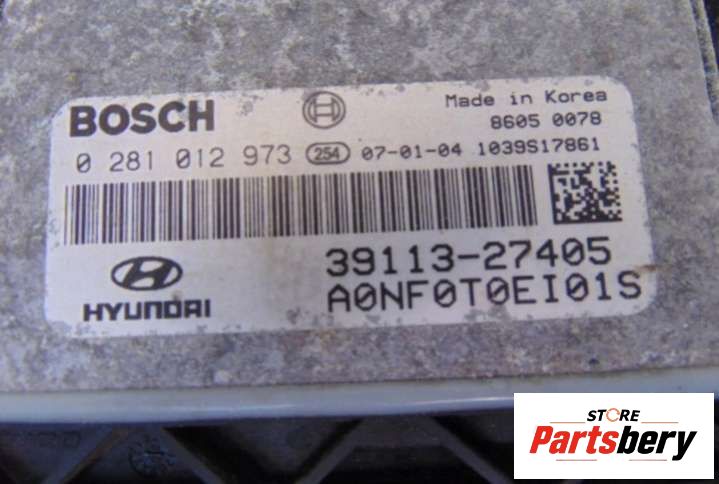 BOSCH
Made in Korea
8605 0078
0 281 012 973 254 07-01-04 1039S17861
39113-27405
HYUNDAI
A0NF0T0EI01S
STORE
Partsbery